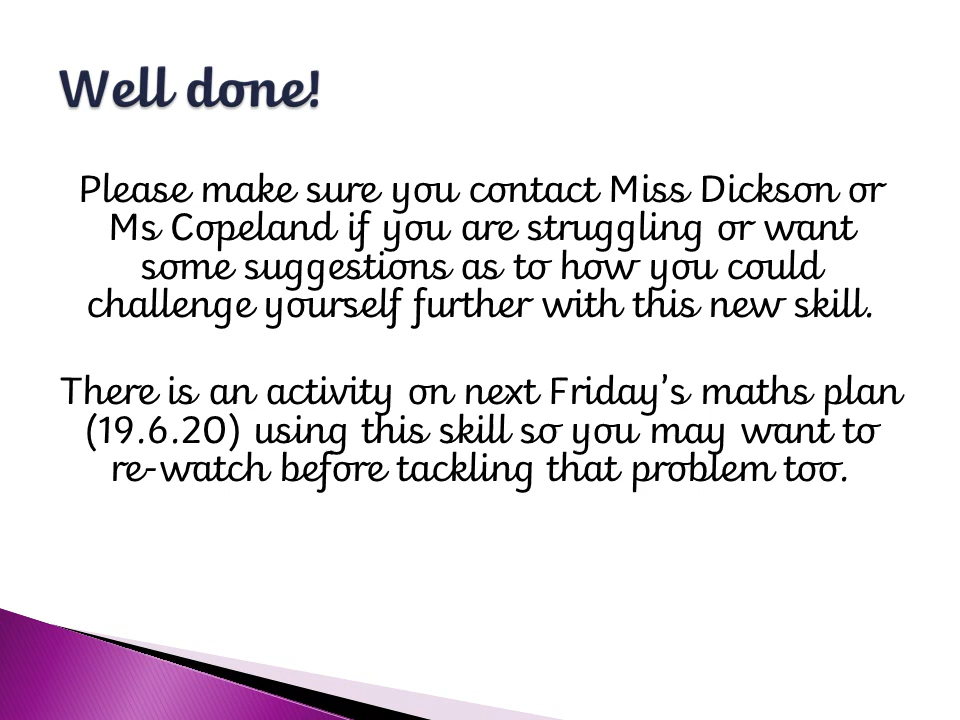 Well done!
Please make sure you contact Miss Dickson or
Ms Copeland if you are struggling or want
some suggestions as to how you could
challenge yourself further with this new skill.
There is an activity on next Friday’s maths plan
(19.6.20) using this skill so you may want to
re-watch before tackling that problem too.